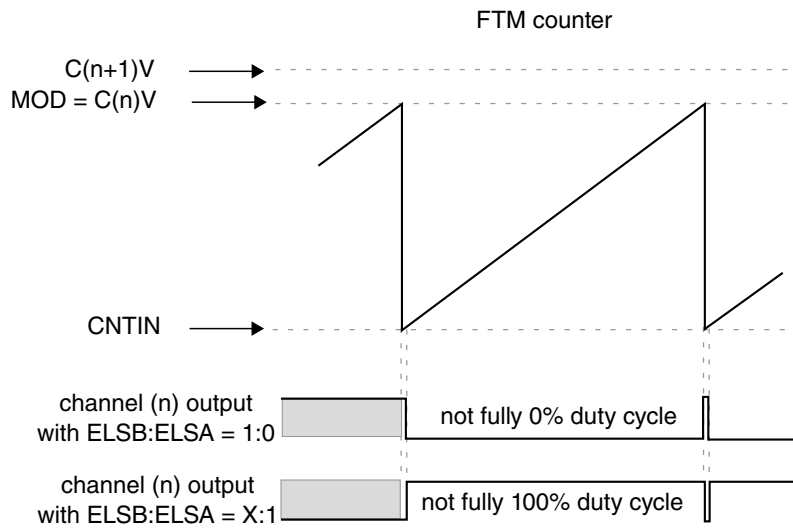 FTM counter
C(n+1)V
MOD = C(n)V
CNTIN
channel (n) output
with ELSB:ELSA = 1:0
not fully 0% duty cycle
channel (n) output
with ELSB:ELSA = X:1
not fully 100% duty cycle